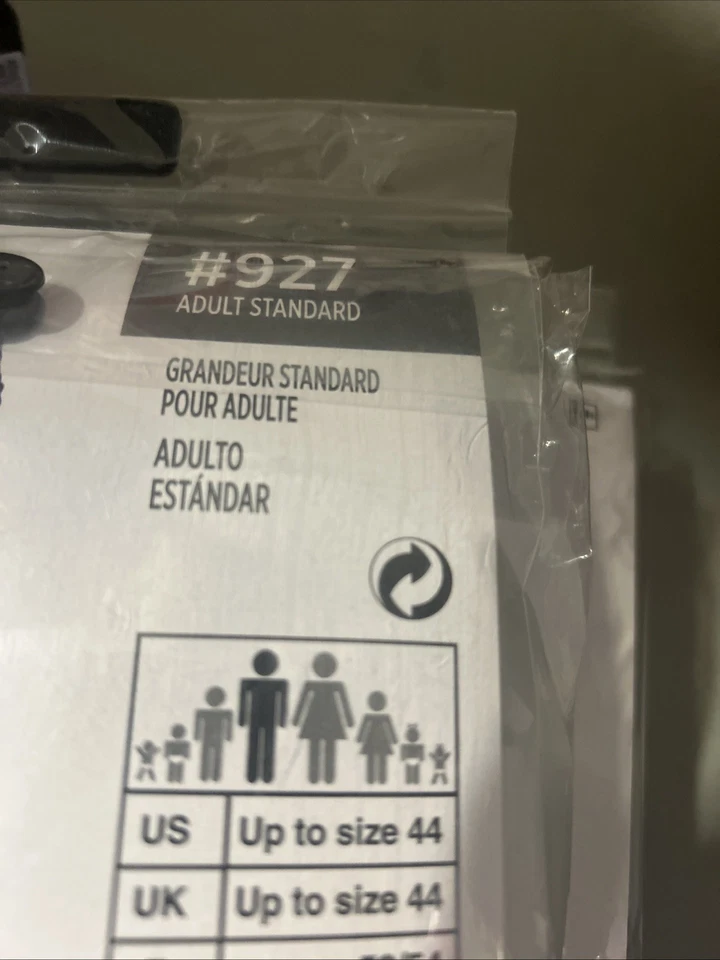 #927
ADULT STANDARD
GRANDEUR STANDARD
POUR ADULTE
ADULTO
ESTÁNDAR
US Up to size 44
UK Up to size 44